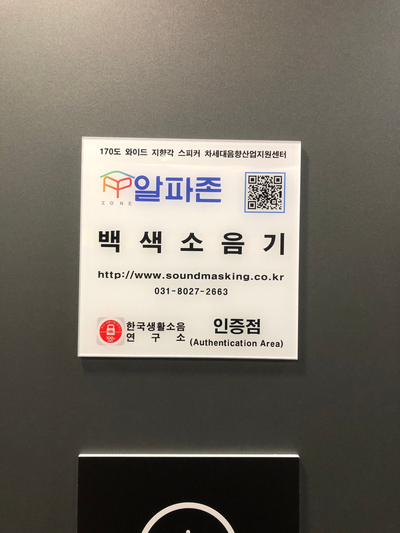 170도 와이드 지향각 스피커 차세대음향산업지원센터
ZONE
알파존
백색소음기
http://www.soundmasking.co.kr
031-8027-2663
한국생활소음
연구소
인증점
(Authentication Area)